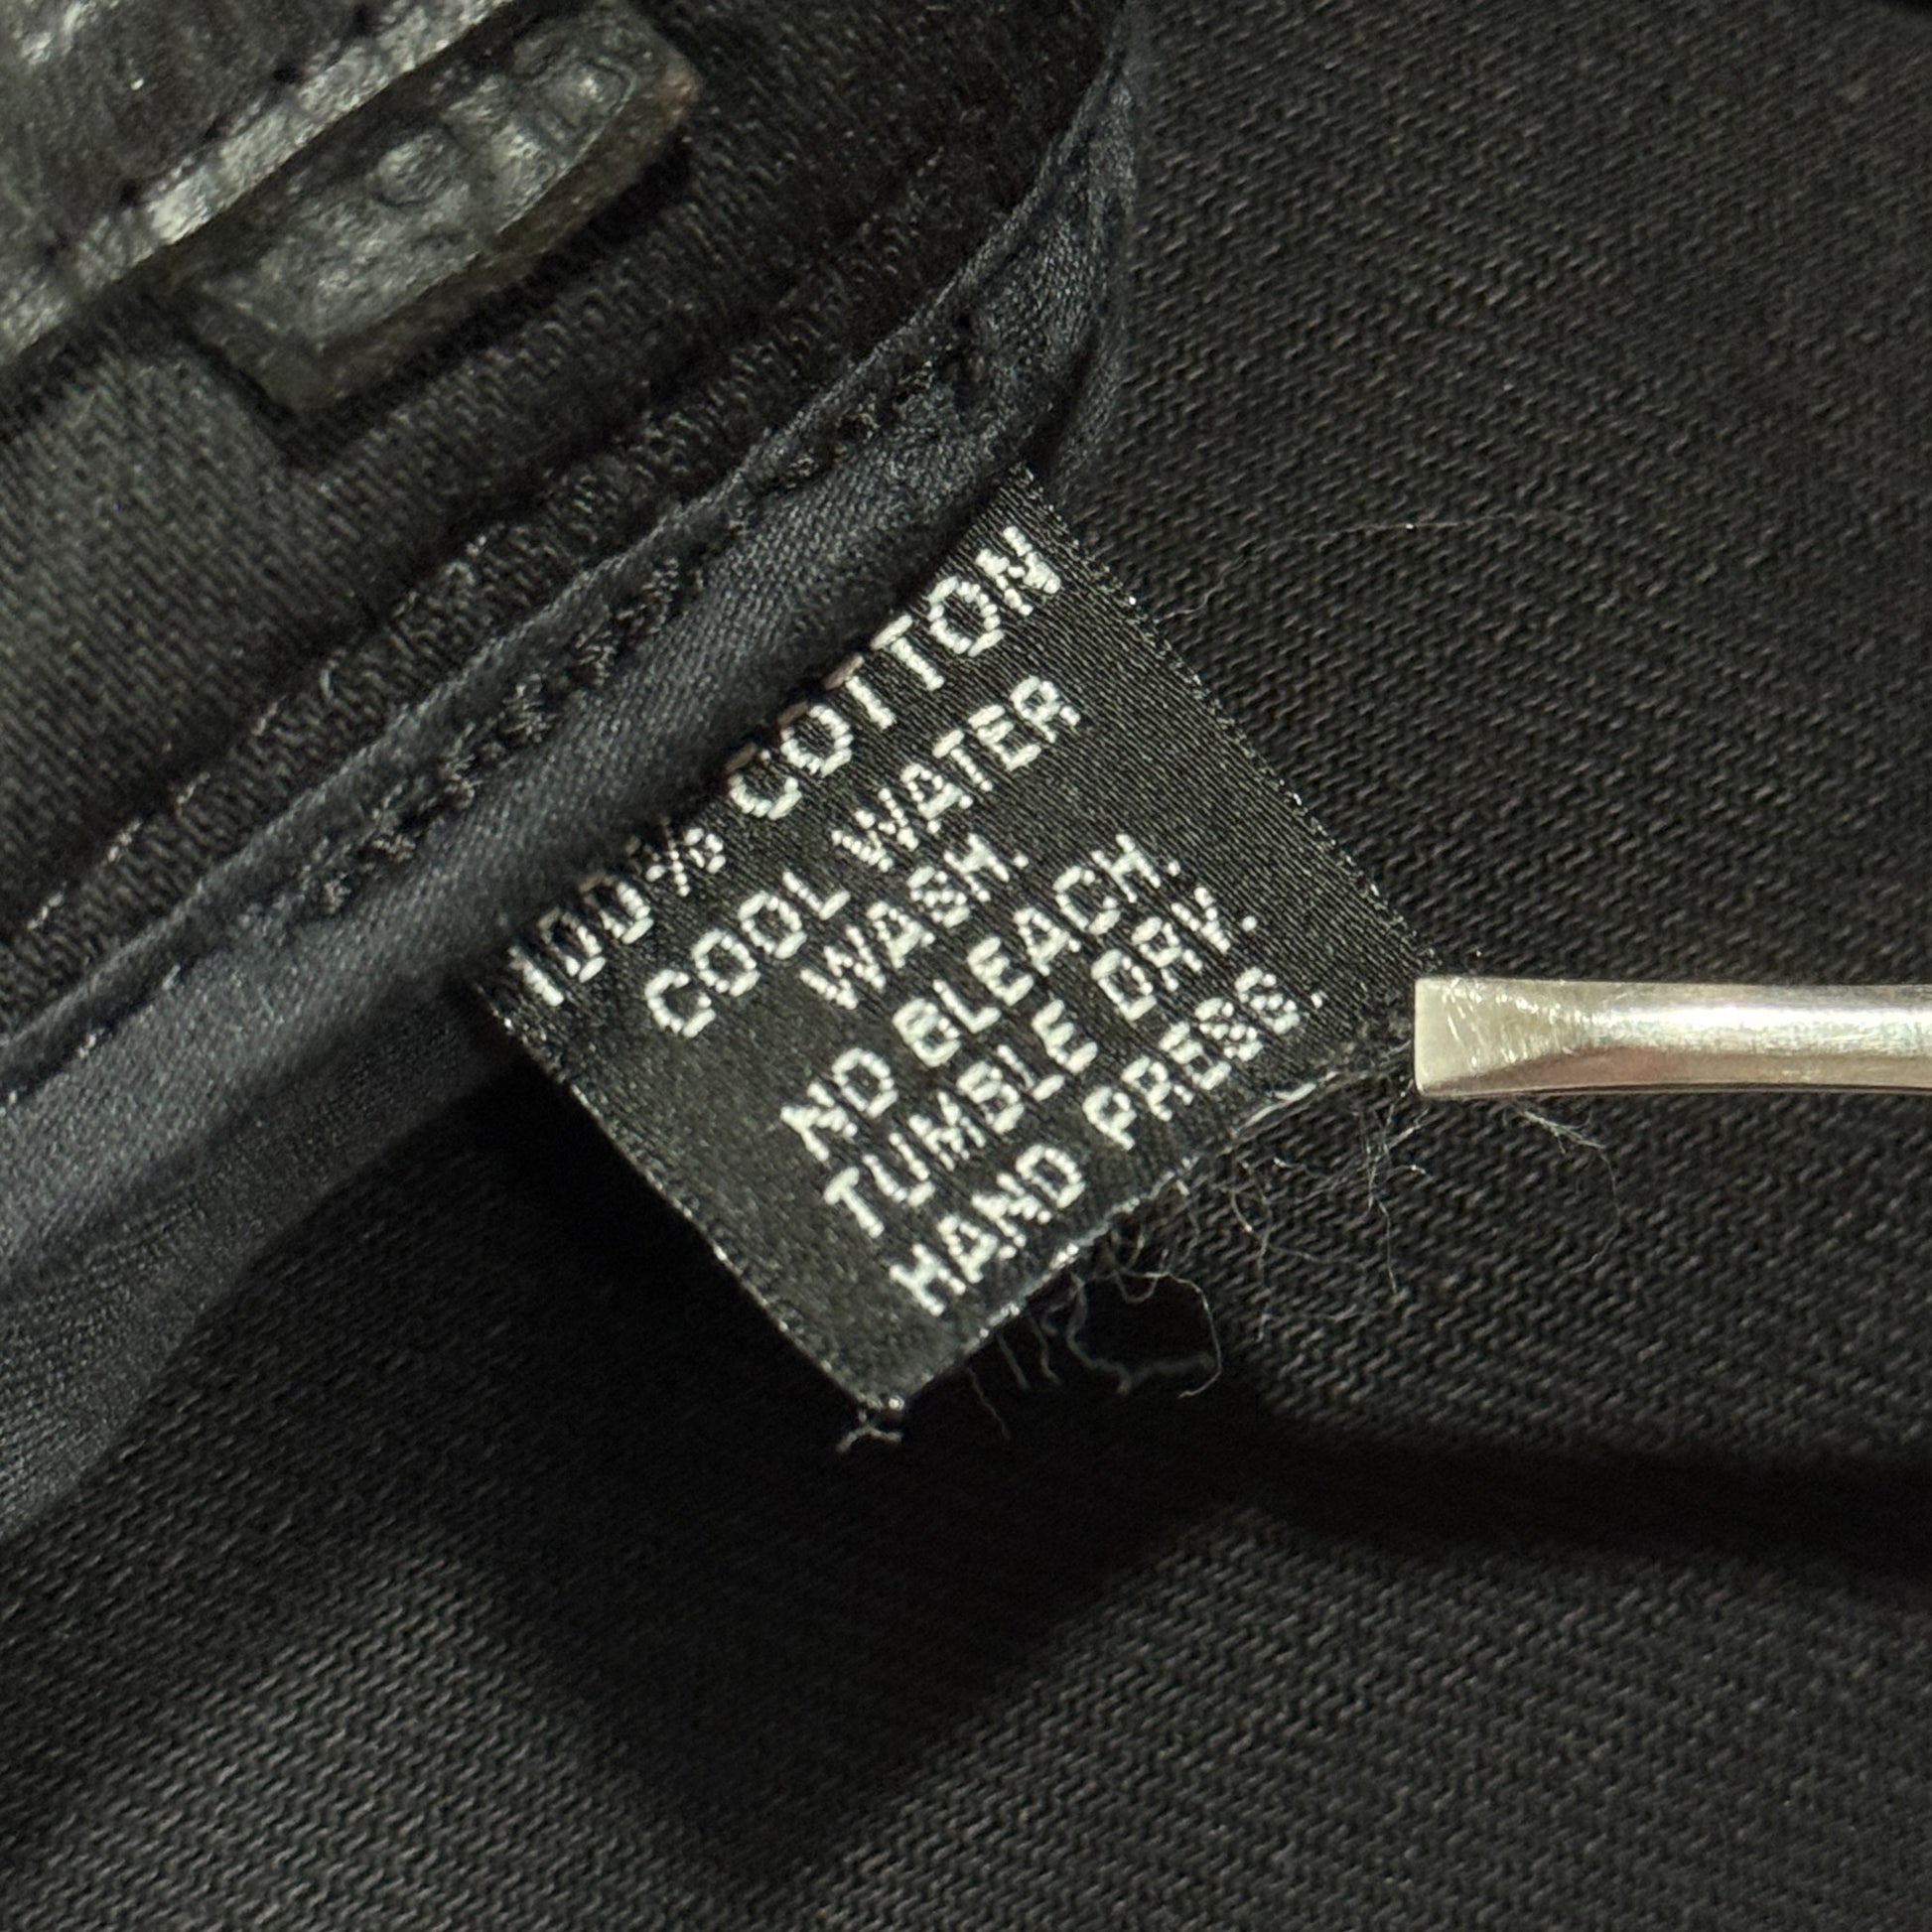 100% COTTON
COOL WATER
WASH.
NO BLEACH.
TUMBLE DRY.
HAND PRESS.